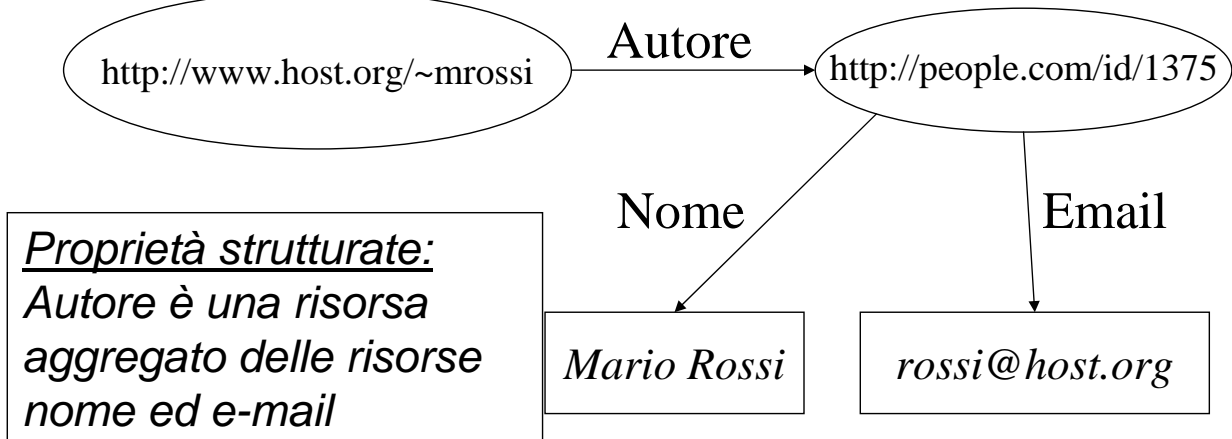 Autore
http://www.host.org/~mrossi
http://people.com/id/1375
Nome
Email
Proprietà strutturate:
Autore è una risorsa
aggregato delle risorse
nome ed e-mail
Mario Rossi
rossi@host.org